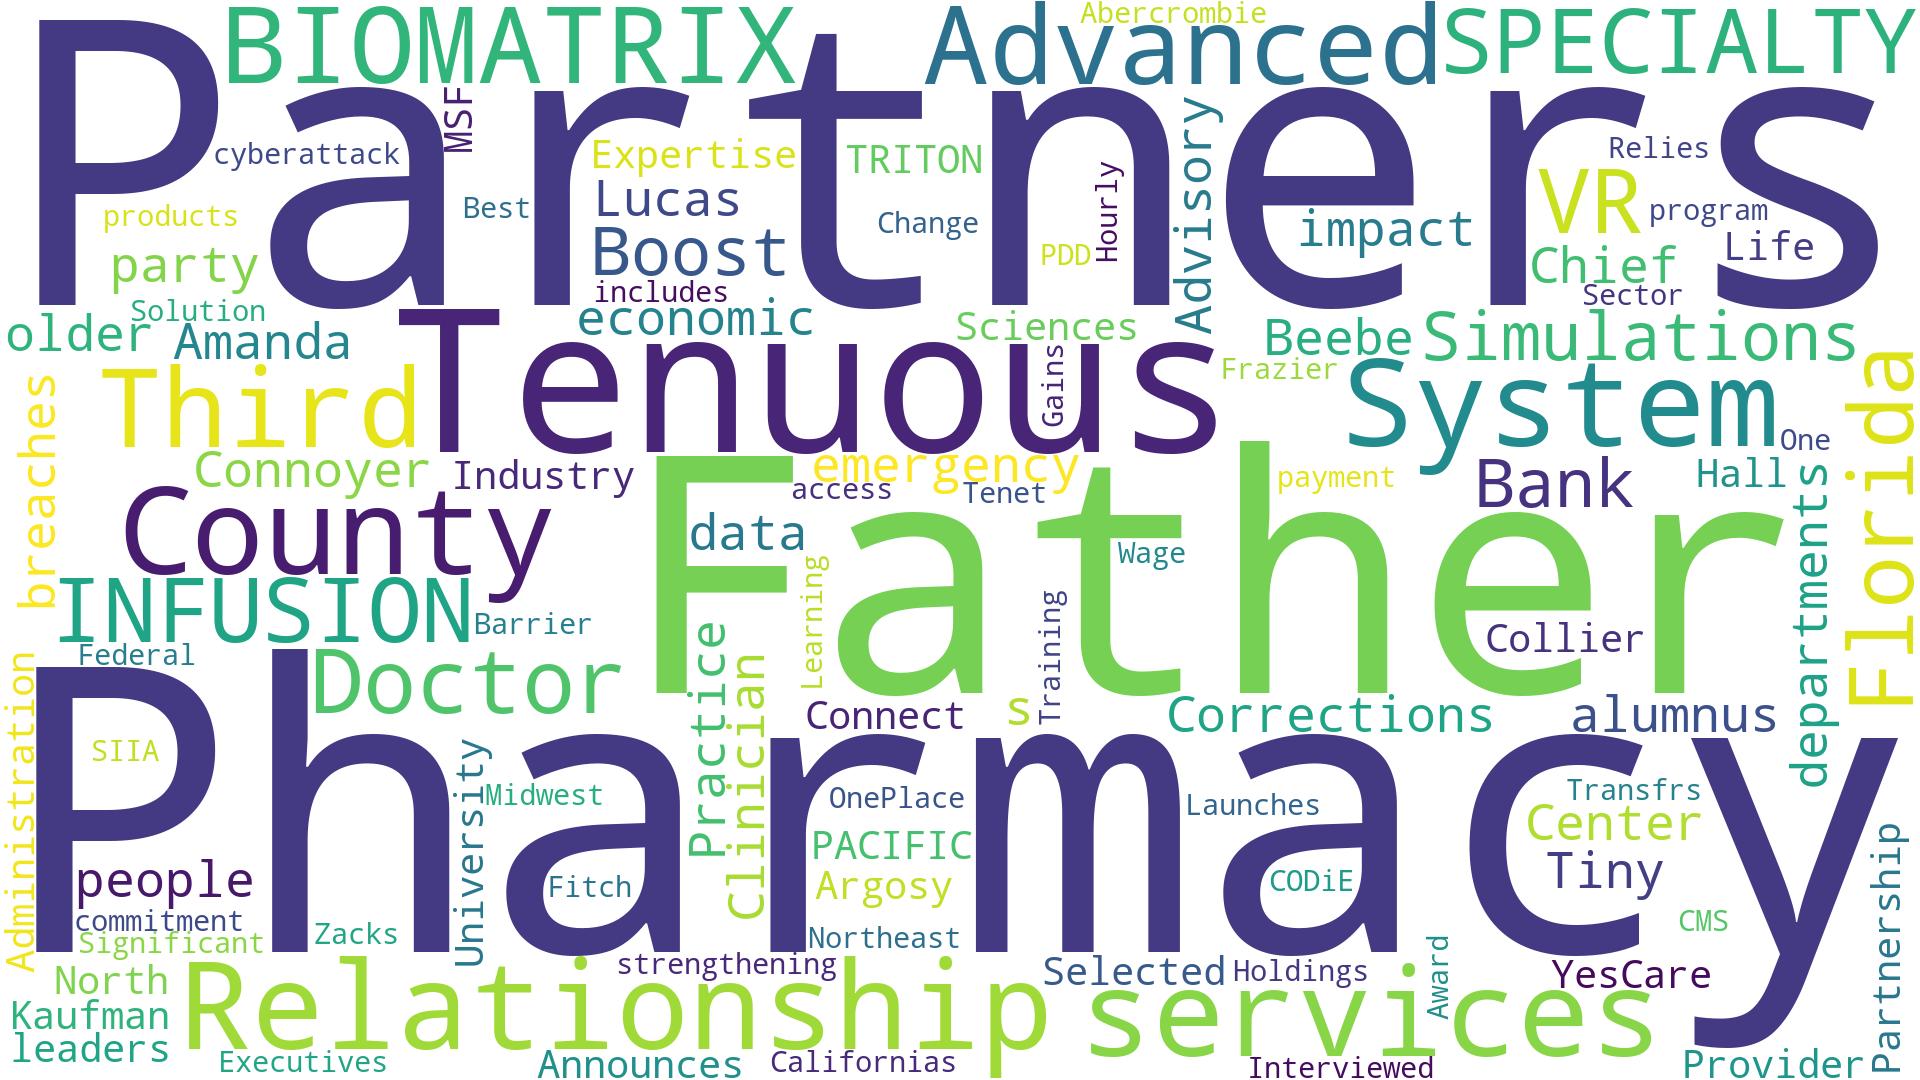 BIOMATRIX
Advanced
Abercrombie
SPECIALTY
Partners
MSF
cyberattack
Expertise
TRITON
Advisory
Hourly
Relies
products
Best
Lucas
Change
VR
program
impact
Life
party
Boost
PDD
Chief
Solution
includes
Sector
older
Amanda
economic
Sciences
Beebe
Simulations
Tenuous
Gains
Frazier
System
Florida
Third
breaches
Connoyer
Industry
emergency
access
Tenet
payment
Bank
One
Hall
departments
County
Father
data
Wage
INFUSION
Barrier
Learning
Training
Collier
Federal
Doctor
Practice
Clinician
Connect
s
Corrections
alumnus
Administration
Pharmacy
SIIA
University
Midwest
OnePlace
Launches
Transfrs
Center
PACIFIC
people
Fitch
Argosy
CODiE
Tiny
Partnership
commitment
Significant
Zacks
Northeast
CMS
North
strengthening
Selected
Holdings
Award
YesCare
Relationship
services
Kaufman
leaders
Executives
Announces
Californias
Interviewed
Provider